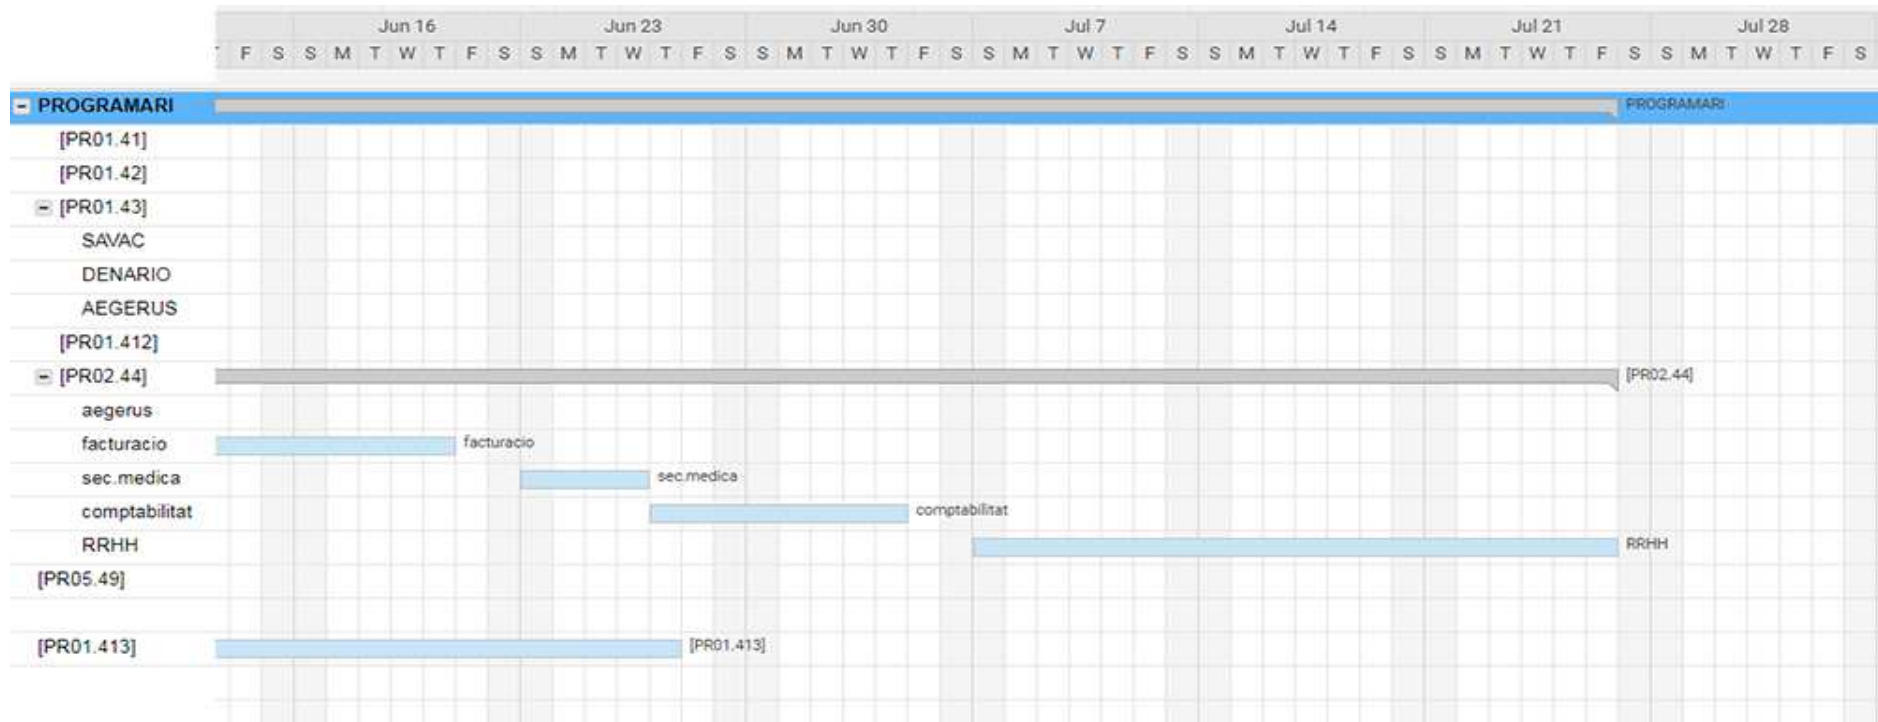 Jun 16 Jun 23 Jun 30 Jul 7 Jul 14 Jul 21 Jul 28
F S S M T W T F S S M T W T F S S M T W T F S S M T W T F S S M T W T F S S M T W T F S S M T W T F S
PROGRAMARI PROGRAMARI
[PR01.41]
[PR01.42]
[PR01.43]
SAVAC
DENARIO
AEGERUS
[PR01.412]
[PR02.44] [PR02.44]
aegerus
facturacio facturacio
sec.medica sec.medica
comptabilitat comptabilitat
RRHH RRHH
[PR05.49]
[PR01.413] [PR01.413]